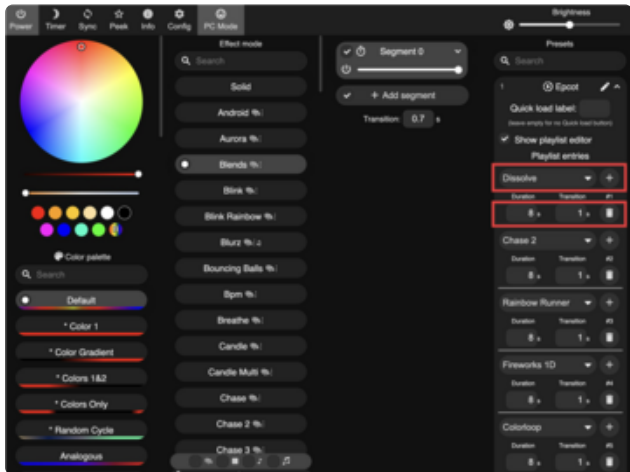 Power Timer Sync Peek Info Config PC Mode
Brightness
Effect mode
Search
Solid
Android
Aurora
Blends
Blink
Blink Rainbow
Blurz
Bouncing Balls
Bpm
Breathe
Candle
Candle Multi
Chase
Chase 2
Chase 3
Color palette
Search
Default
* Color 1
* Color Gradient
* Colors 1&2
* Colors Only
* Random Cycle
Analogous
Segment 0
+ Add segment
Transition: 0.7 s
Presets
Search
1 Epcot
Quick load label:
(leave empty for no Quick load button)
Show playlist editor
Playlist entries
Dissolve
Duration Transition #1
8 s 1 s
Chase 2
Duration Transition #2
8 s 1 s
Rainbow Runner
Duration Transition #3
8 s 1 s
Fireworks 1D
Duration Transition #4
8 s 1 s
Colorloop
Duration Transition #5
8 s 1 s